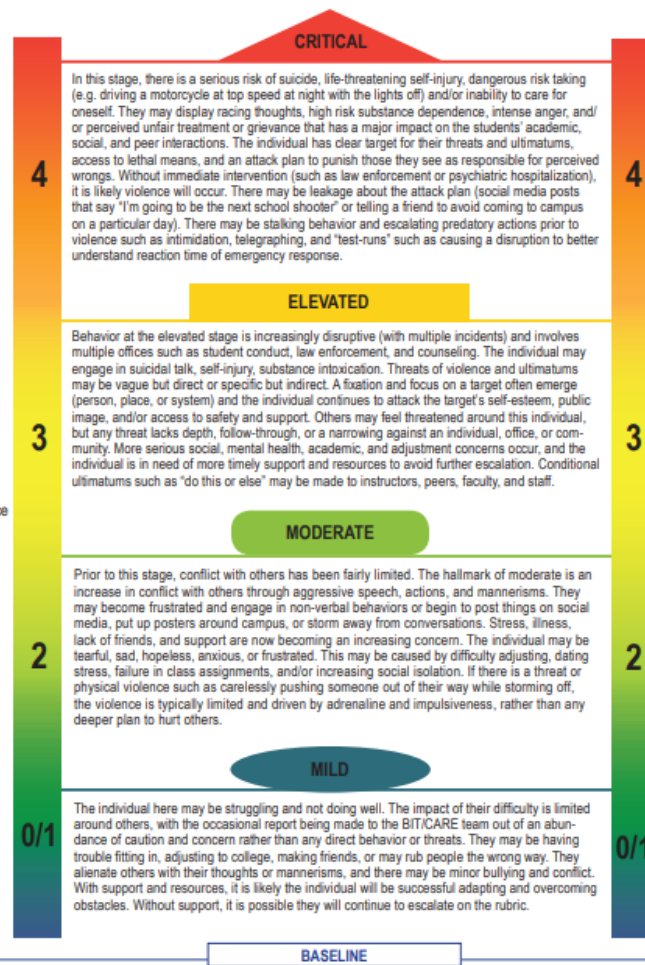 CRITICAL
In this stage, there is a serious risk of suicide, life-threatening self-injury, dangerous risk taking
(e.g. driving a motorcycle at top speed at night with the lights off) and/or inability to care for
oneself. They may display racing thoughts, high risk substance dependence, intense anger, and/
or perceived unfair treatment or grievance that has a major impact on the students' academic,
social, and peer interactions. The individual has clear target for their threats and ultimatums,
access to lethal means, and an attack plan to punish those they see as responsible for perceived
wrongs. Without immediate intervention (such as law enforcement or psychiatric hospitalization),
it is likely violence will occur. There may be leakage about the attack plan (social media posts
that say "I'm going to be the next school shooter" or telling a friend to avoid coming to campus
on a particular day). There may be stalking behavior and escalating predatory actions prior to
violence such as intimidation, telegraphing, and "test-runs" such as causing a disruption to better
understand reaction time of emergency response.
4
4
ELEVATED
Behavior at the elevated stage is increasingly disruptive (with multiple incidents) and involves
multiple offices such as student conduct, law enforcement, and counseling. The individual may
engage in suicidal talk, self-injury, substance intoxication. Threats of violence and ultimatums
may be vague but direct or specific but indirect. A fixation and focus on a target often emerge
(person, place, or system) and the individual continues to attack the target's self-esteem, public
image, and/or access to safety and support. Others may feel threatened around this individual,
but any threat lacks depth, follow-through, or a narrowing against an individual, office, or com-
munity. More serious social, mental health, academic, and adjustment concerns occur, and the
individual is in need of more timely support and resources to avoid further escalation. Conditional
ultimatums such as "do this or else" may be made to instructors, peers, faculty, and staff.
3
3
MODERATE
Prior to this stage, conflict with others has been fairly limited. The hallmark of moderate is an
increase in conflict with others through aggressive speech, actions, and mannerisms. They
may become frustrated and engage in non-verbal behaviors or begin to post things on social
media, put up posters around campus, or storm away from conversations. Stress, illness,
lack of friends, and support are now becoming an increasing concern. The individual may be
tearful, sad, hopeless, anxious, or frustrated. This may be caused by difficulty adjusting, dating
stress, failure in class assignments, and/or increasing social isolation. If there is a threat or
physical violence such as carelessly pushing someone out of their way while storming off,
the violence is typically limited and driven by adrenaline and impulsiveness, rather than any
deeper plan to hurt others.
2
2
MILD
The individual here may be struggling and not doing well. The impact of their difficulty is limited
around others, with the occasional report being made to the BIT/CARE team out of an abun-
dance of caution and concern rather than any direct behavior or threats. They may be having
trouble fitting in, adjusting to college, making friends, or may rub people the wrong way. They
alienate others with their thoughts or mannerisms, and there may be minor bullying and conflict.
With support and resources, it is likely the individual will be successful adapting and overcoming
obstacles. Without support, it is possible they will continue to escalate on the rubric.
0/1
0/1
BASELINE